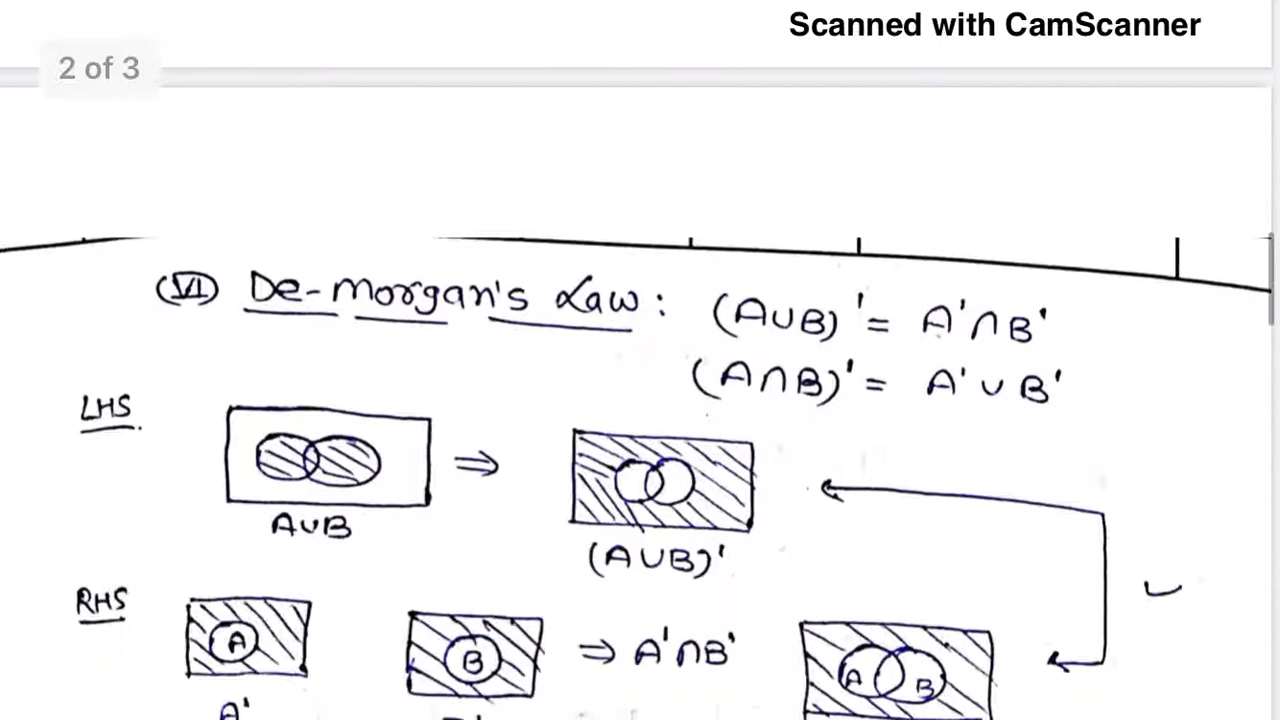 Scanned with CamScanner
2 of 3
(VI) De-morgan's Law: (A∪B)' = A'∩B'
(A∩B)' = A'∪B'
LHS.
⇒
A∪B
(A∪B)'
RHS
A
B
⇒ A'∩B'
A B
A'